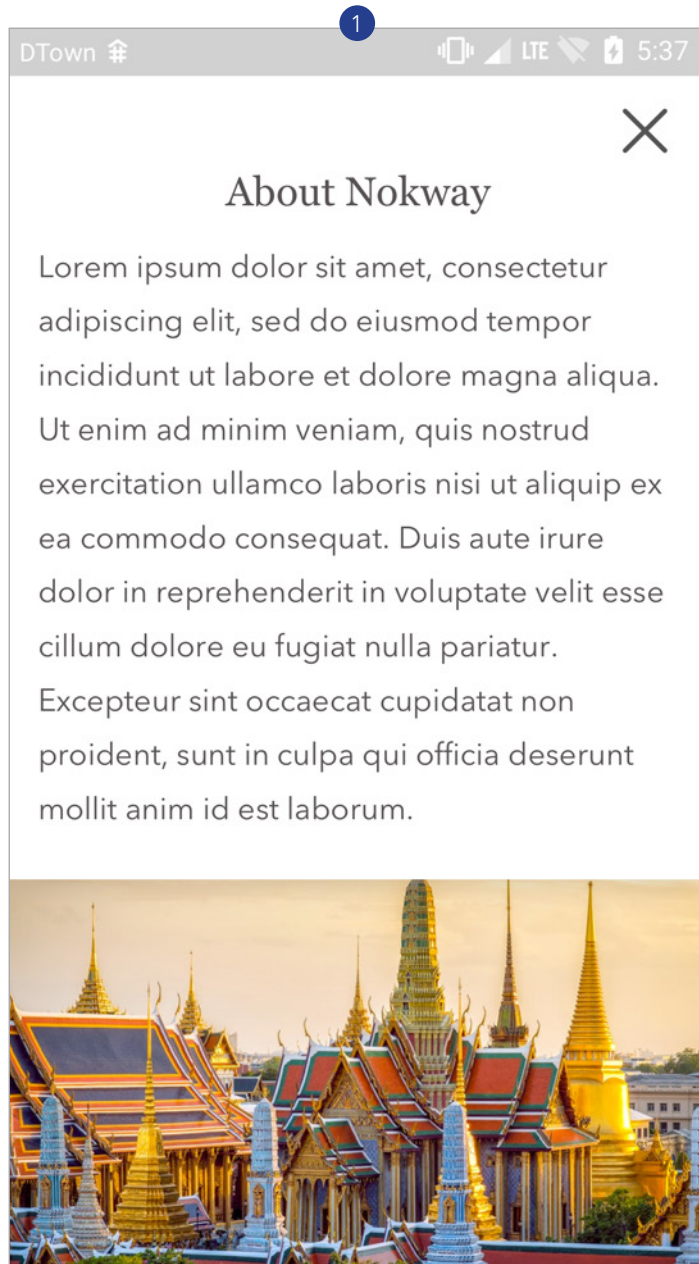 1
DTown LTE 5:37
About Nokway
Lorem ipsum dolor sit amet, consectetur
adipiscing elit, sed do eiusmod tempor
incididunt ut labore et dolore magna aliqua.
Ut enim ad minim veniam, quis nostrud
exercitation ullamco laboris nisi ut aliquip ex
ea commodo consequat. Duis aute irure
dolor in reprehenderit in voluptate velit esse
cillum dolore eu fugiat nulla pariatur.
Excepteur sint occaecat cupidatat non
proident, sunt in culpa qui officia deserunt
mollit anim id est laborum.